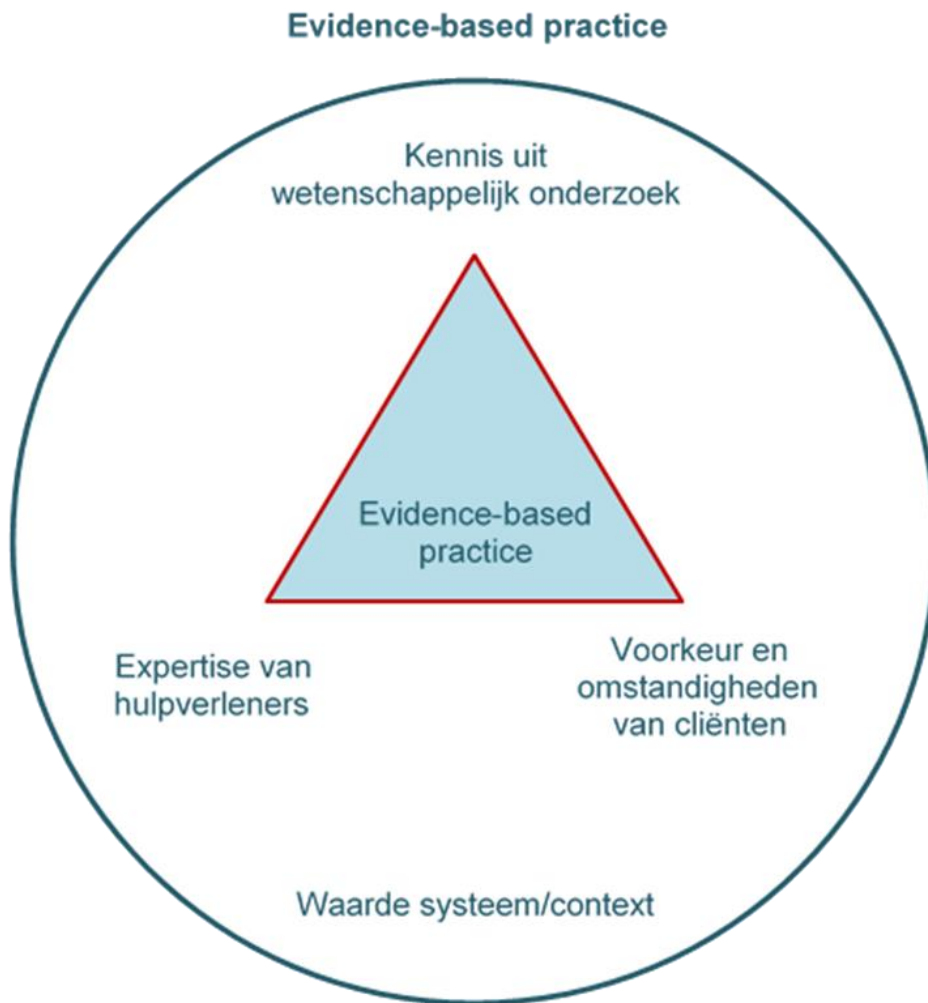 Evidence-based practice
Kennis uit
wetenschappelijk onderzoek
Evidence-based
practice
Expertise van
hulpverleners
Voorkeur en
omstandigheden
van cliënten
Waarde systeem/context